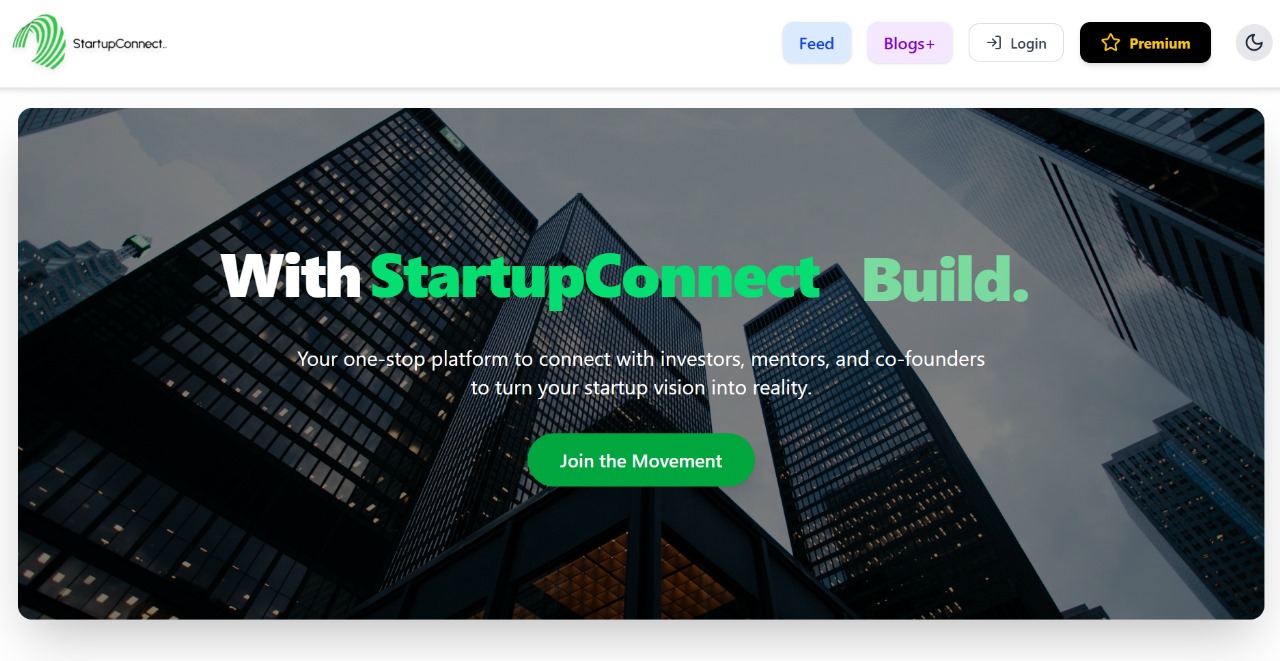 StartupConnect..
Feed
Blogs+
Login
Premium
With StartupConnect Build.
Your one-stop platform to connect with investors, mentors, and co-founders
to turn your startup vision into reality.
Join the Movement